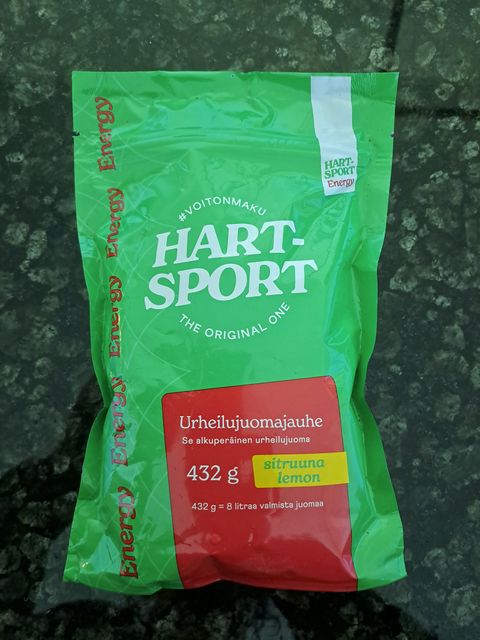 HART-
SPORT
Energy
#VOITONMAKU
HART-
SPORT
THE ORIGINAL ONE
Urheilujuomajauhe
Se alkuperäinen urheilujuoma
432 g
sitruuna
lemon
432 g = 8 litraa valmista juomaa
Energy
Energy
Energy
Energy
Energy
Energy